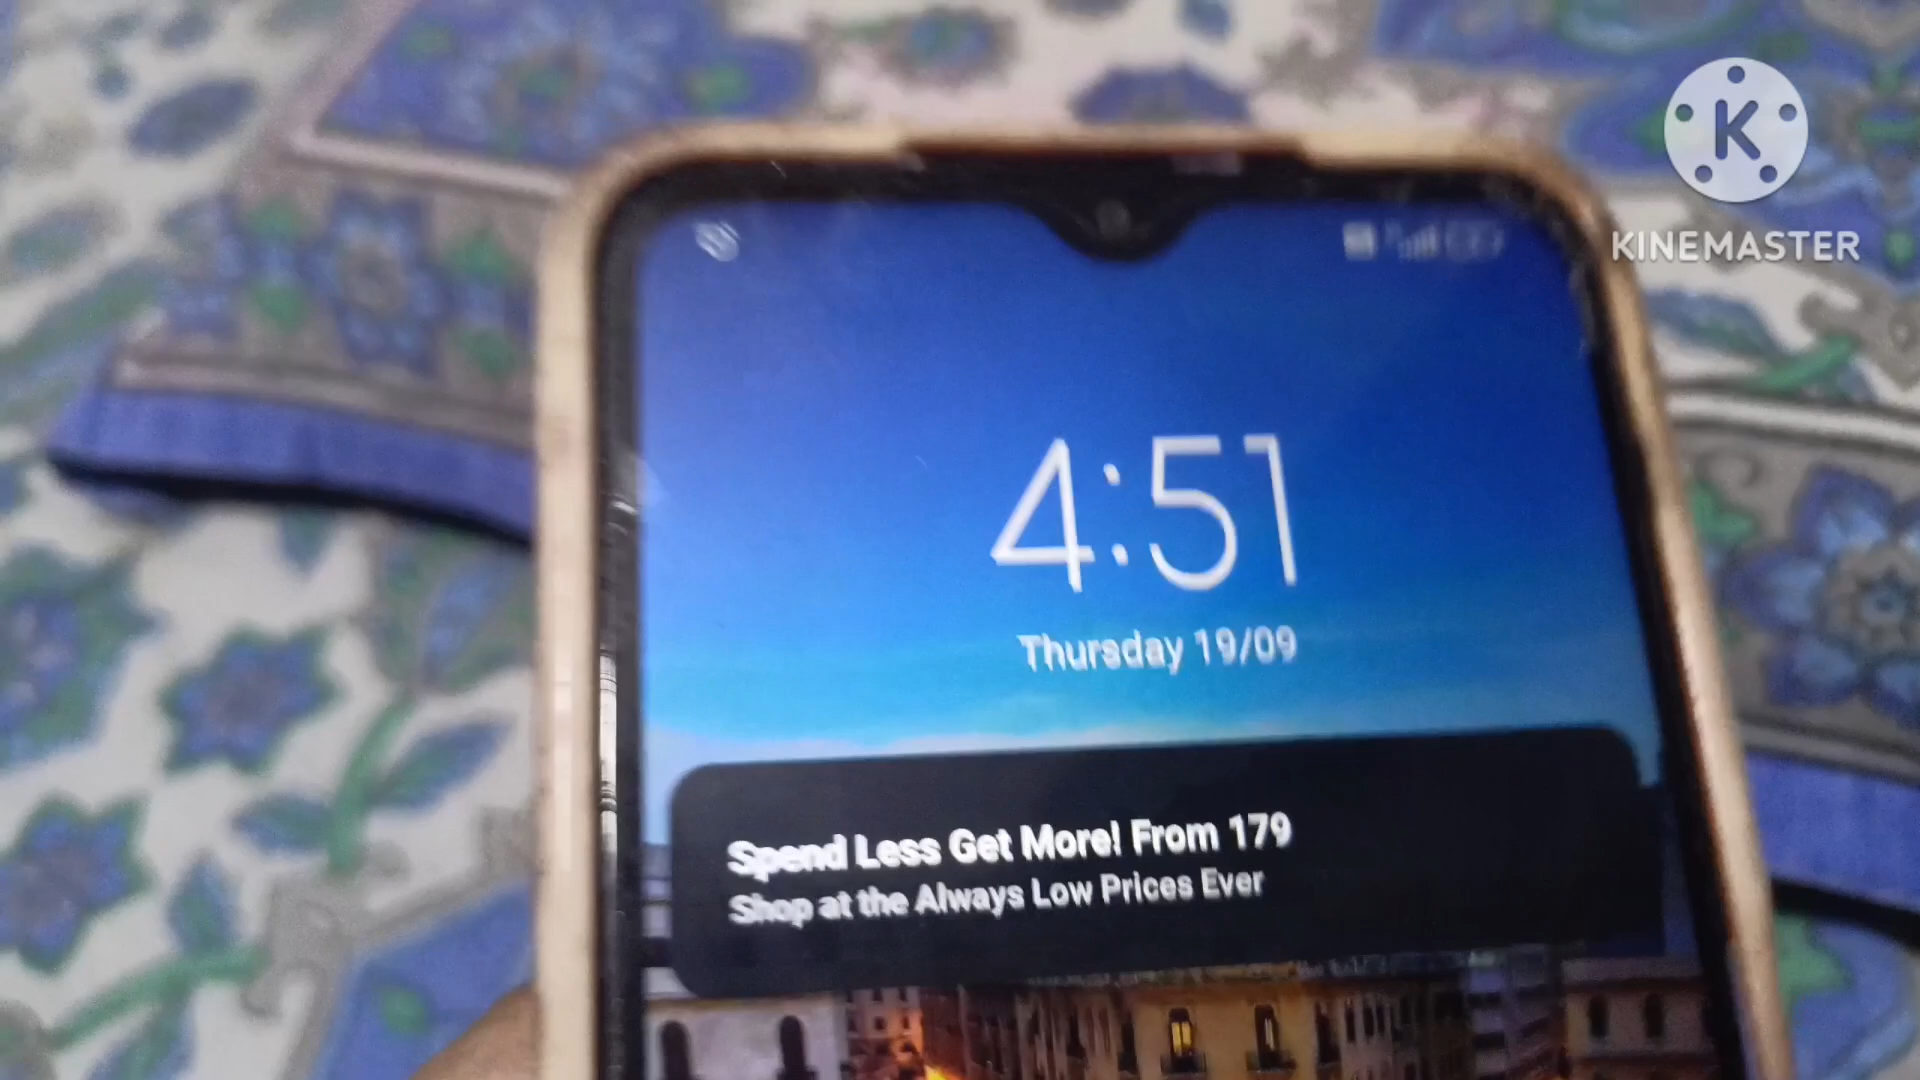 K
KINEMASTER
4:51
Thursday 19/09
Spend Less Get More! From 179
Shop at the Always Low Prices Ever